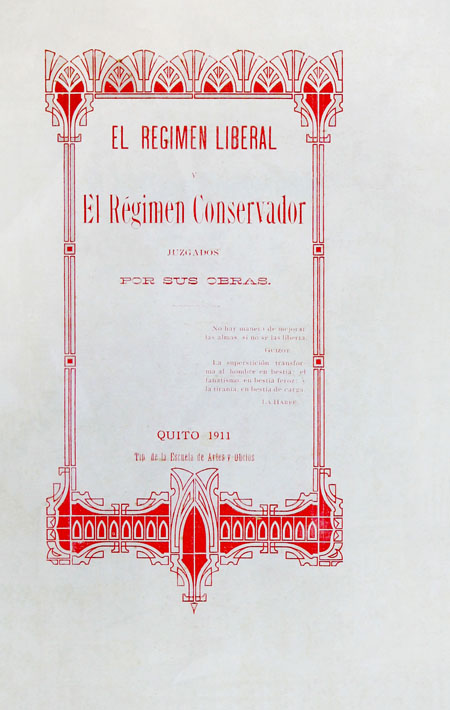 EL REGIMEN LIBERAL
Y
El Régimen Conservador
JUZGADOS
POR SUS OBRAS.
No hay manera de mejorar
las almas, si no se las liberta
GUIZOT.
La superstición transfor-
ma al hombre en bestia; el
fanatismo, en bestia feroz; y
la tiranía, en bestia de carga.
LA HARPE.
QUITO 1911
Tip. de la Escuela de Artes y Oficios